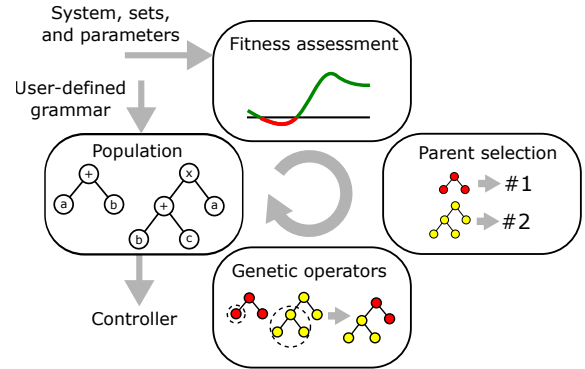 System, sets,
and parameters
Fitness assessment
User-defined
grammar
Population
+
a
b
x
+
a
b
c
Parent selection
#1
#2
Genetic operators
Controller